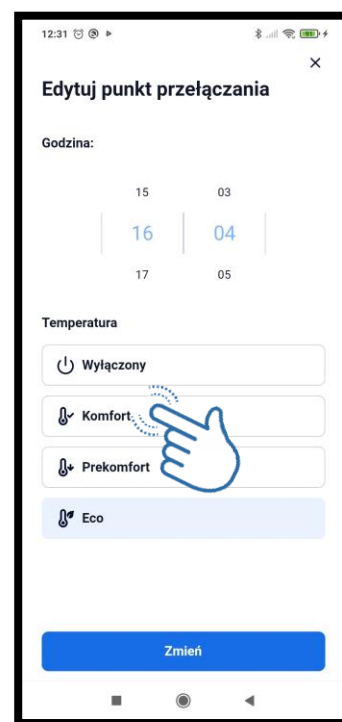 12:31
Edytuj punkt przełączania
Godzina:
15 03
16 04
17 05
Temperatura
Wyłączony
Komfort
Prekomfort
Eco
Zmień